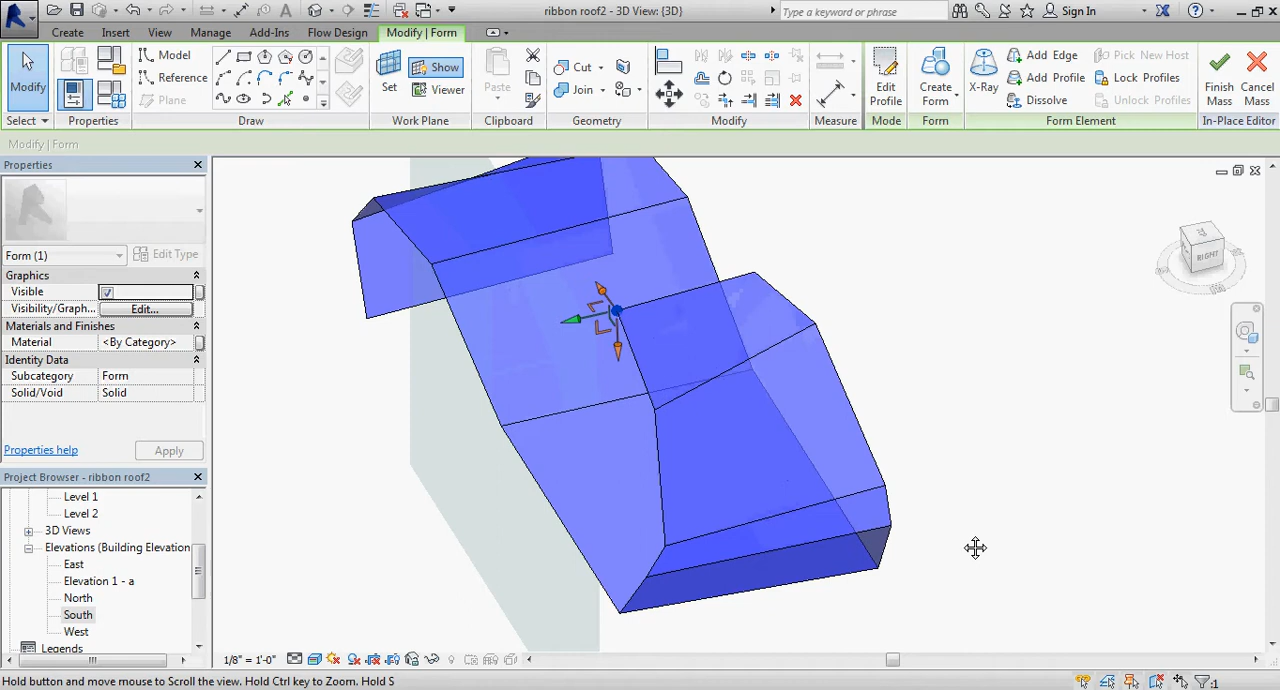 ribbon roof2 - 3D View: {3D}
Type a keyword or phrase
Sign In
Create Insert View Manage Add-Ins Flow Design Modify | Form
Modify
Select
Properties
Model
Reference
Plane
Draw
Set
Show
Viewer
Work Plane
Paste
Clipboard
Cut
Join
Geometry
Modify
Measure
Edit Profile
Mode
Create Form
Form
X-Ray
Add Edge
Add Profile
Dissolve
Pick New Host
Lock Profiles
Unlock Profiles
Form Element
Finish Mass
Cancel Mass
In-Place Editor
Modify | Form
Properties
Form (1)
Edit Type
Graphics
Visible
Visibility/Graph... Edit...
Materials and Finishes
Material <By Category>
Identity Data
Subcategory Form
Solid/Void Solid
Properties help Apply
Project Browser - ribbon roof2
Level 1
Level 2
3D Views
Elevations (Building Elevation
East
Elevation 1 - a
North
South
West
Legends
RIGHT
1/8" = 1'-0"
Hold button and move mouse to Scroll the view. Hold Ctrl key to Zoom. Hold S
:1